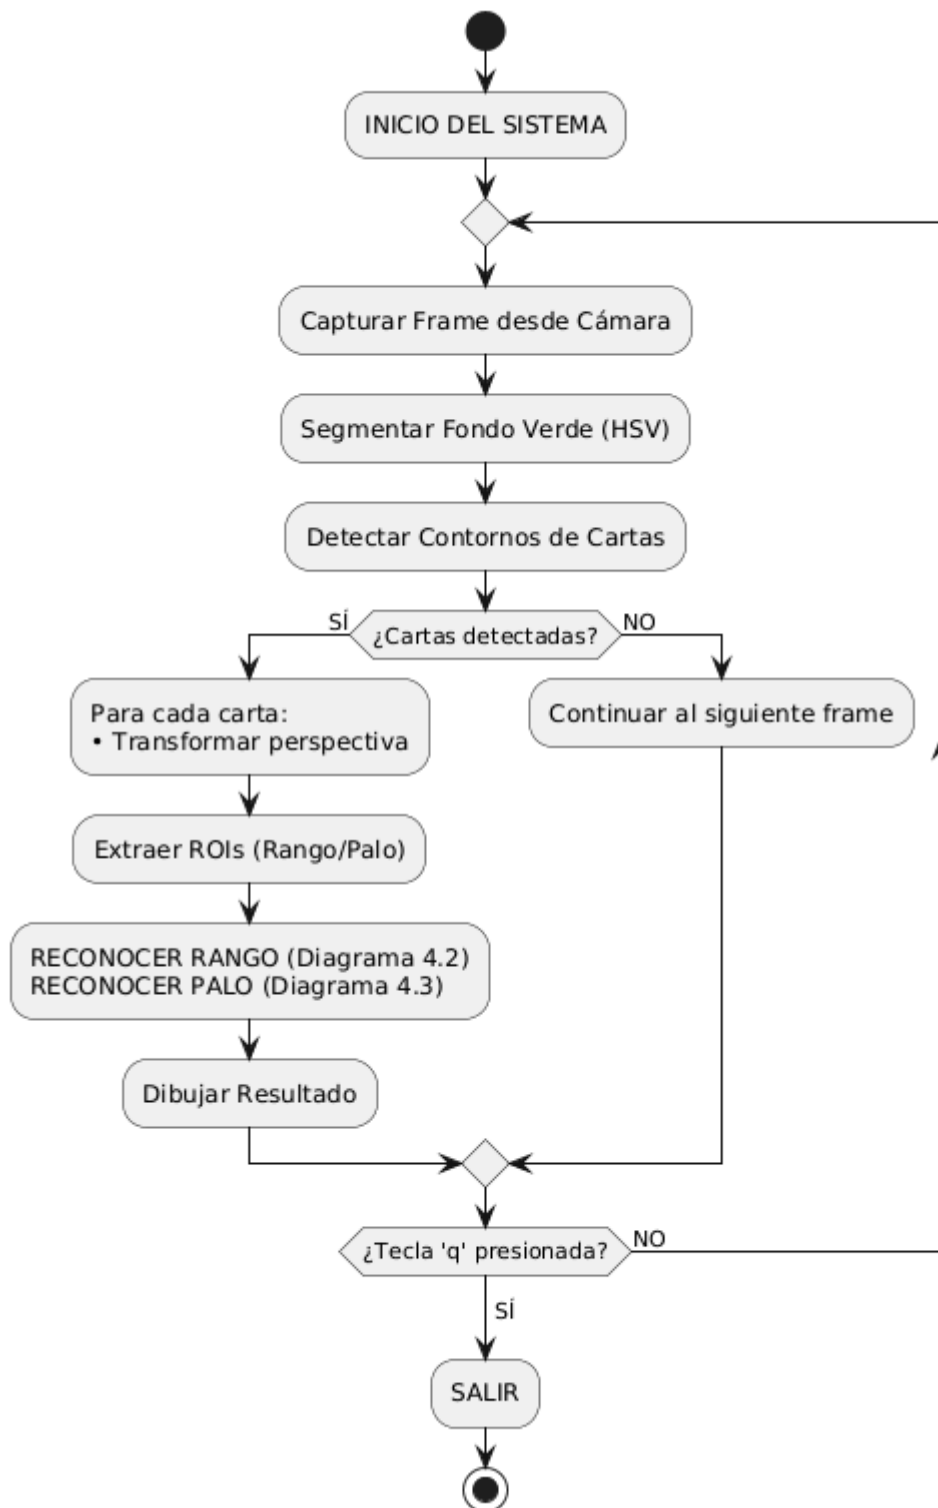 INICIO DEL SISTEMA
Capturar Frame desde Cámara
Segmentar Fondo Verde (HSV)
Detectar Contornos de Cartas
¿Cartas detectadas?
SÍ
NO
Para cada carta:
• Transformar perspectiva
Continuar al siguiente frame
Extraer ROIs (Rango/Palo)
RECONOCER RANGO (Diagrama 4.2)
RECONOCER PALO (Diagrama 4.3)
Dibujar Resultado
¿Tecla 'q' presionada?
NO
SÍ
SALIR